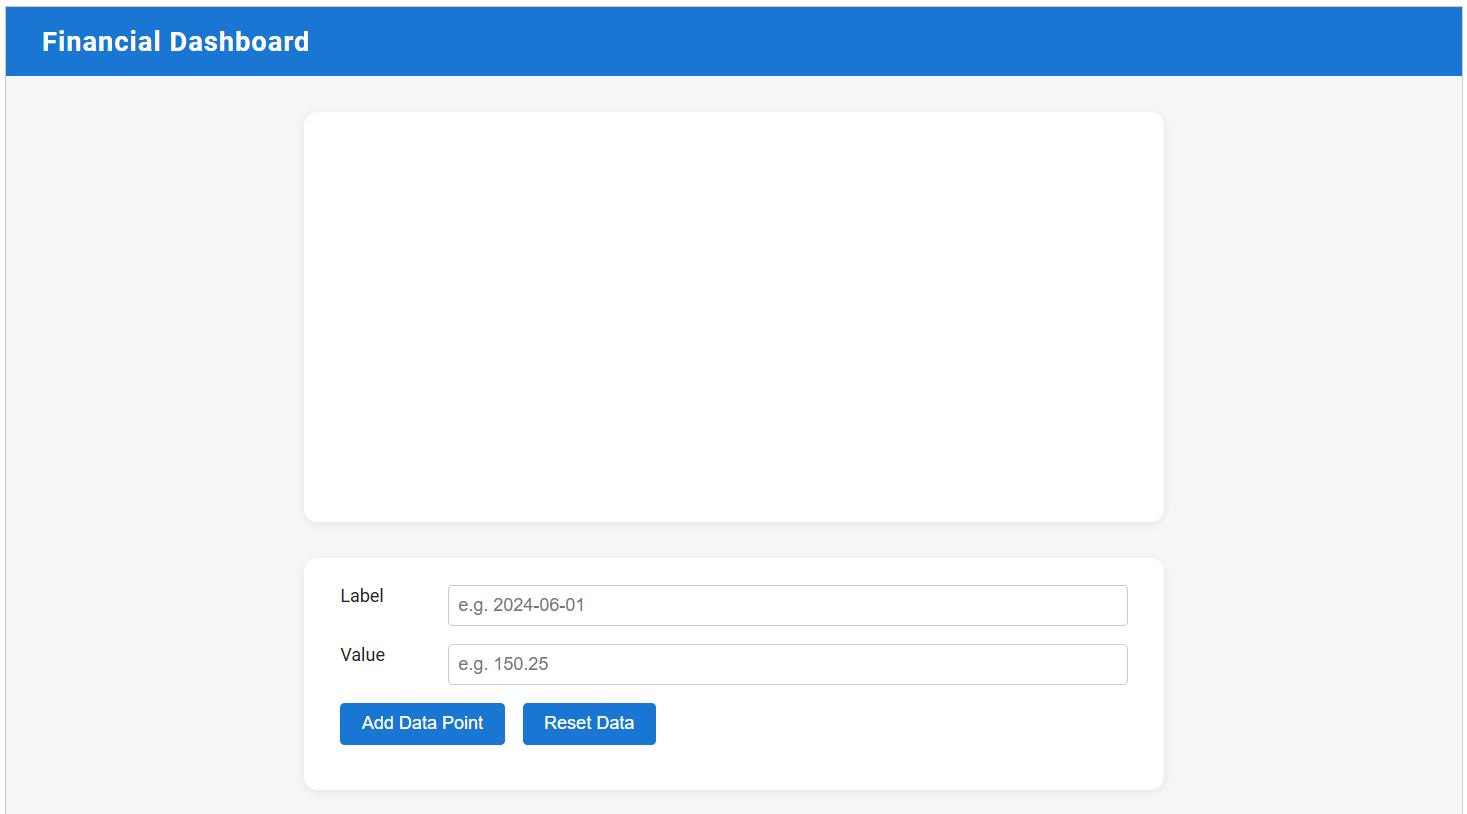 Financial Dashboard
Label
e.g. 2024-06-01
Value
e.g. 150.25
Add Data Point
Reset Data